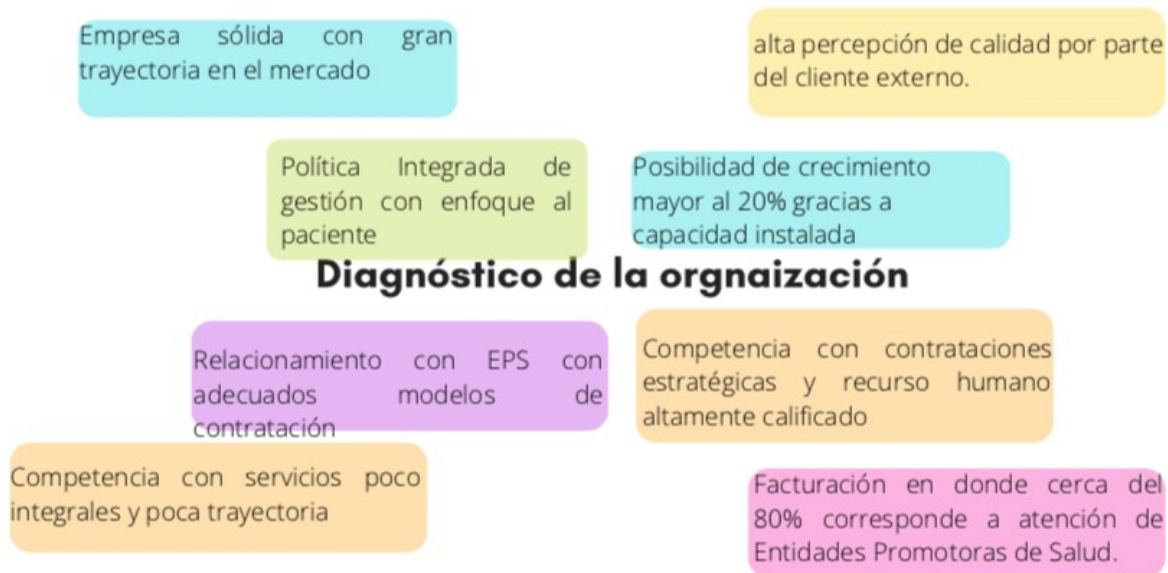 Empresa sólida con gran
trayectoria en el mercado
alta percepción de calidad por parte
del cliente externo.
Política Integrada de
gestión con enfoque al
paciente
Posibilidad de crecimiento
mayor al 20% gracias a
capacidad instalada
Diagnóstico de la orgnaización
Relacionamiento con EPS con
adecuados modelos de
contratación
Competencia con contrataciones
estratégicas y recurso humano
altamente calificado
Competencia con servicios poco
integrales y poca trayectoria
Facturación en donde cerca del
80% corresponde a atención de
Entidades Promotoras de Salud.